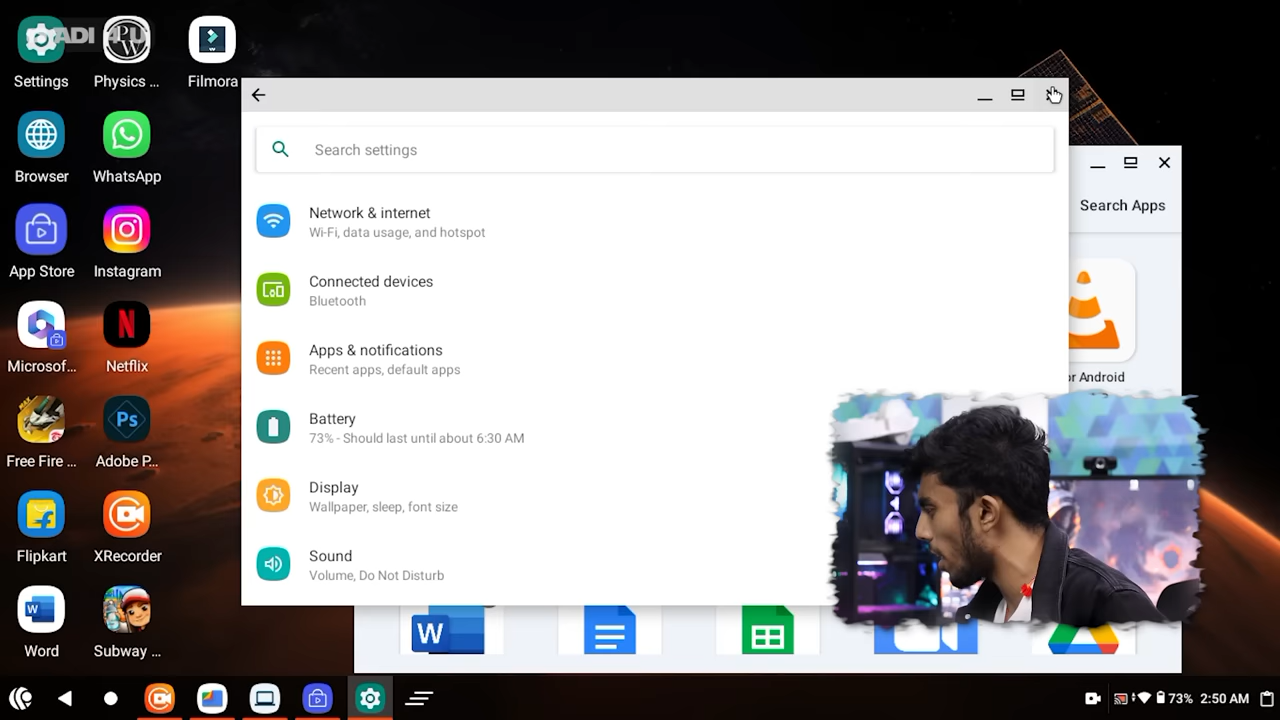 Settings
Physics ...
Filmora
Browser
WhatsApp
App Store
Instagram
Microsof...
Netflix
Free Fire ...
Ps
Adobe P...
Flipkart
XRecorder
W
Word
Subway ...
Search settings
Network & internet
Wi-Fi, data usage, and hotspot
Connected devices
Bluetooth
Apps & notifications
Recent apps, default apps
Battery
73% - Should last until about 6:30 AM
Display
Wallpaper, sleep, font size
Sound
Volume, Do Not Disturb
Search Apps
or Android
W
73% 2:50 AM